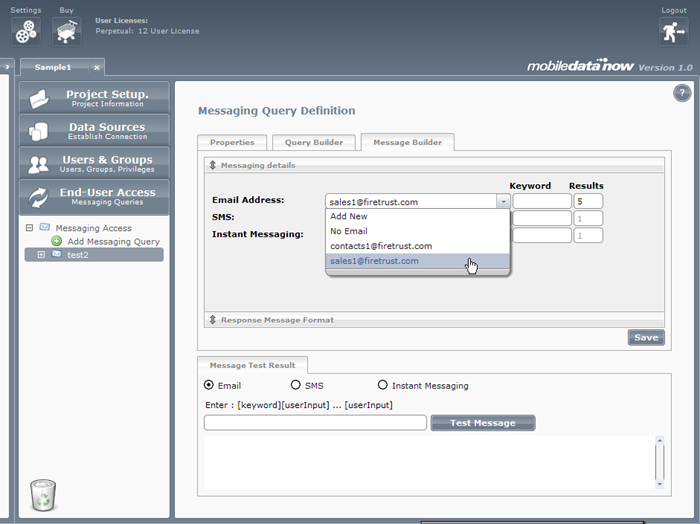 Settings
Buy
User Licenses:
Perpetual: 12 User License
Logout
Sample1
mobiledatanow Version 1.0
Project Setup.
Project Information
Data Sources
Establish Connection
Users & Groups
Users, Groups, Privileges
End-User Access
Messaging Queries
Messaging Access
Add Messaging Query
test2
Messaging Query Definition
?
Properties
Query Builder
Message Builder
Messaging details
Keyword Results
Email Address: sales1@firetrust.com 5
SMS: 1
Instant Messaging: 1
Add New
No Email
contacts1@firetrust.com
sales1@firetrust.com
Response Message Format
Save
Message Test Result
Email SMS Instant Messaging
Enter : [keyword][userInput] ... [userInput]
Test Message